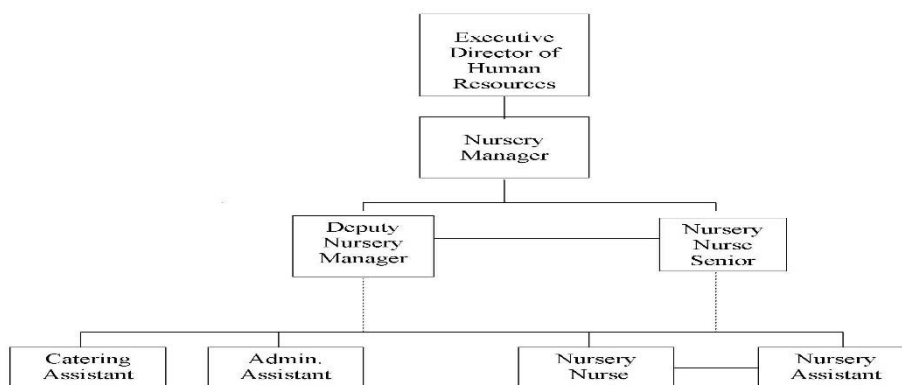 Executive
Director of
Human
Resources
Nursery
Manager
Deputy
Nursery
Manager
Nursery
Nurse
Senior
Catering
Assistant
Admin.
Assistant
Nursery
Nurse
Nursery
Assistant